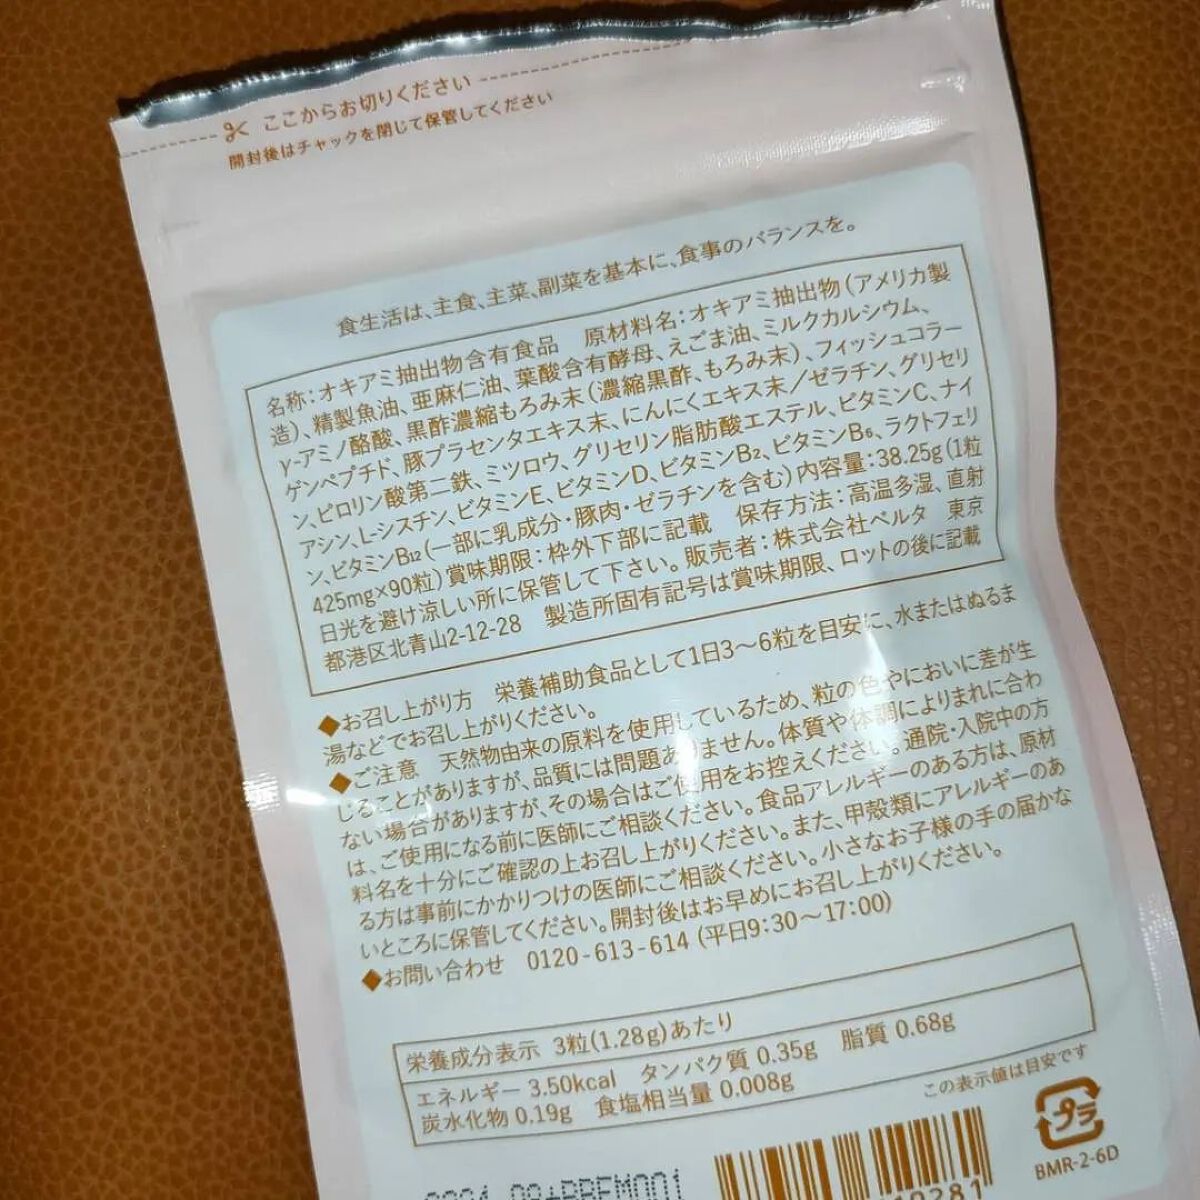 ここからお切りください
開封後はチャックを閉じて保管してください
食生活は、主食、主菜、副菜を基本に、食事のバランスを。
名称：オキアミ抽出物含有食品　原材料名：オキアミ抽出物（アメリカ製
造）、精製魚油、亜麻仁油、葉酸含有酵母、えごま油、ミルクカルシウム、
γ-アミノ酪酸、黒酢濃縮もろみ末（濃縮黒酢、もろみ末）、フィッシュコラー
ゲンペプチド、豚プラセンタエキス末、にんにくエキス末／ゼラチン、グリセリ
ン、ピロリン酸第二鉄、ミツロウ、グリセリン脂肪酸エステル、ビタミンC、ナイ
アシン、L-シスチン、ビタミンE、ビタミンD、ビタミンB2、ビタミンB6、ラクトフェリ
ン、ビタミンB12（一部に乳成分・豚肉・ゼラチンを含む）内容量：38.25g（1粒
425mg×90粒）賞味期限：枠外下部に記載　保存方法：高温多湿、直射
日光を避け涼しい所に保管して下さい。販売者：株式会社ベルタ　東京
都港区北青山2-12-28　製造所固有記号は賞味期限、ロットの後に記載
◆お召し上がり方　栄養補助食品として1日3〜6粒を目安に、水またはぬるま
湯などでお召し上がりください。
◆ご注意　天然物由来の原料を使用しているため、粒の色やにおいに差が生
じることがありますが、品質には問題ありません。体質や体調によりまれに合わ
ない場合がありますが、その場合はご使用をお控えください。通院・入院中の方
は、ご使用になる前に医師にご相談ください。食品アレルギーのある方は、原材
料名を十分にご確認の上お召し上がりください。また、甲殻類にアレルギーのあ
る方は事前にかかりつけの医師にご相談ください。小さなお子様の手の届かな
いところに保管してください。開封後はお早めにお召し上がりください。
◆お問い合わせ　0120-613-614（平日9：30〜17：00）
栄養成分表示　3粒（1.28g）あたり
エネルギー 3.50kcal　タンパク質 0.35g　脂質 0.68g
炭水化物 0.19g　食塩相当量 0.008g
この表示値は目安です
プラ
BMR-2-6D